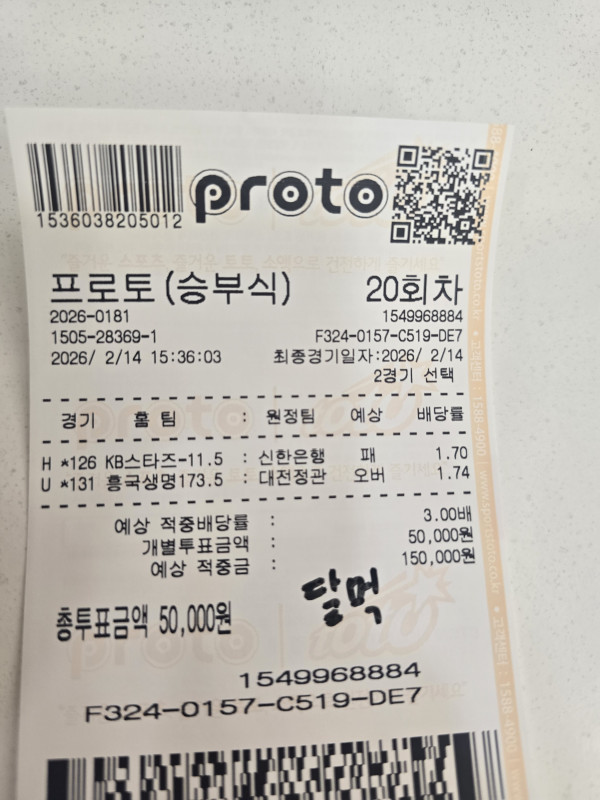 1536038205012
proto
프로토(승부식) 20회차
2026-0181 1549968884
1505-28369-1 F324-0157-C519-DE7
2026/ 2/14 15:36:03 최종경기일자:2026/ 2/14
2경기 선택
경기 홈팀 : 원정팀 예상 배당률
H *126 KB스타즈-11.5 : 신한은행 패 1.70
U *131 흥국생명173.5 : 대전정관 오버 1.74
예상 적중배당률 : 3.00배
개별투표금액 : 50,000원
예상 적중금 : 150,000원
달먹
총투표금액 50,000원
1549968884
F324-0157-C519-DE7